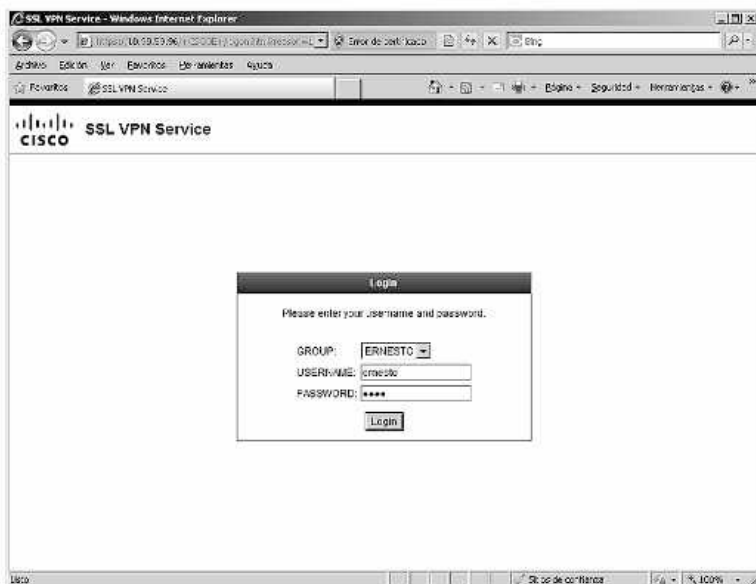 SSL VPN Service - Windows Internet Explorer
Error de certificado
Bing
Archivo Edición Ver Favoritos Herramientas Ayuda
Favoritos SSL VPN Service
Página Seguridad Herramientas
CISCO SSL VPN Service
Login
Please enter your username and password.
GROUP: ERNESTO
USERNAME: ernesto
PASSWORD: ••••
Login
Listo Sitios de confianza 100%